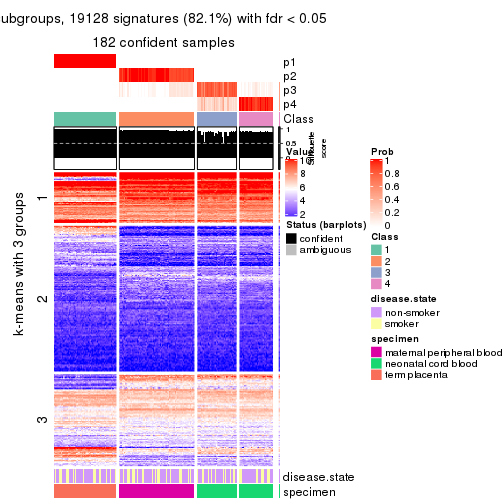 ubgroups, 19128 signatures (82.1%) with fdr < 0.05
182 confident samples
p1
p2
p3
p4
Class
1
0.5
0
Silhouette
score
k-means with 3 groups
1
2
3
Value
10
8
6
4
2
Status (barplots)
confident
ambiguous
Prob
1
0.8
0.6
0.4
0.2
0
Class
1
2
3
4
disease.state
non-smoker
smoker
specimen
maternal peripheral blood
neonatal cord blood
term placenta
disease.state
specimen